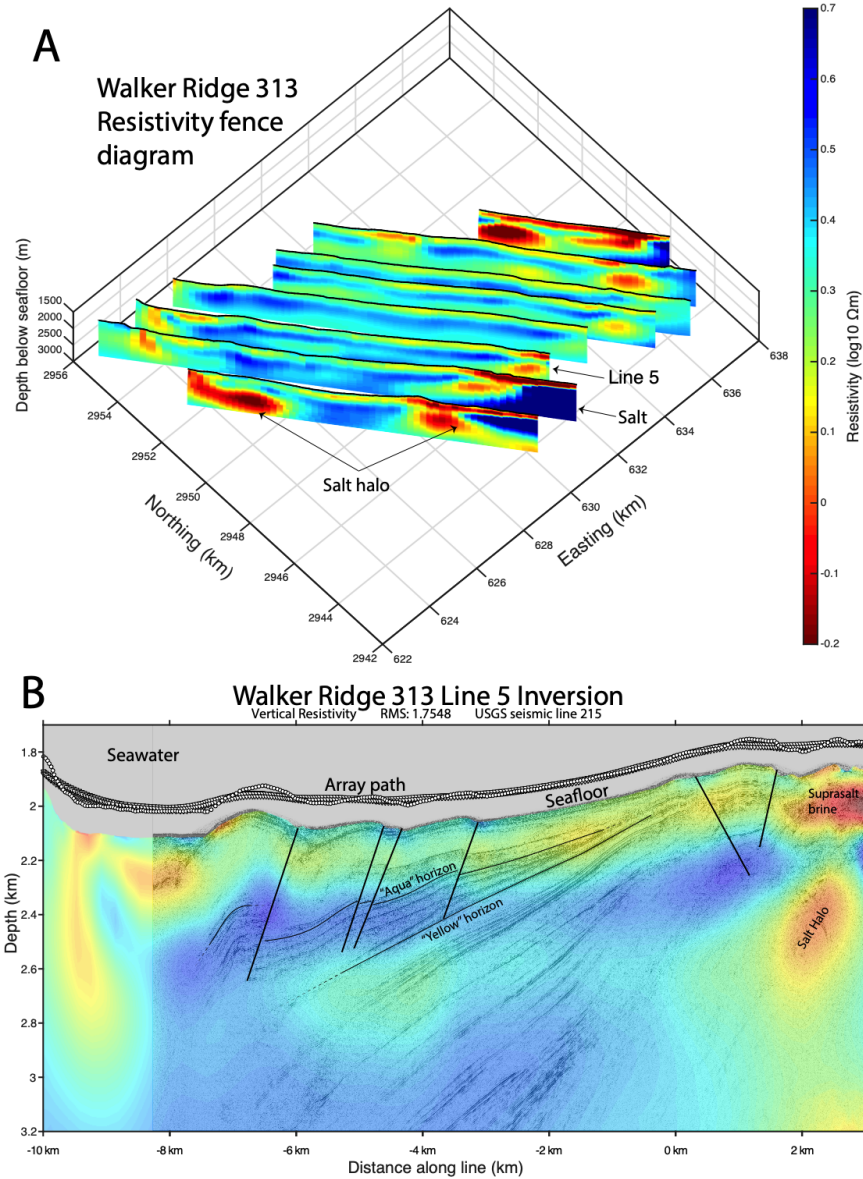 A
Walker Ridge 313
Resistivity fence
diagram
Depth below seafloor (m)
1500
2000
2500
3000
2956
2954
2952
2950
2948
2946
2944
2942
Northing (km)
622
624
626
628
630
632
634
636
638
Easting (km)
Line 5
Salt
Salt halo
0.7
0.6
0.5
0.4
0.3
0.2
0.1
0
-0.1
-0.2
Resistivity (log10 Ωm)
B
Walker Ridge 313 Line 5 Inversion
Vertical Resistivity RMS: 1.7548 USGS seismic line 215
Seawater
Array path
Seafloor
Suprasalt
brine
"Aqua" horizon
"Yellow" horizon
Salt Halo
Depth (km)
1.8
2
2.2
2.4
2.6
2.8
3
3.2
-10 km
-8 km
-6 km
-4 km
-2 km
0 km
2 km
Distance along line (km)